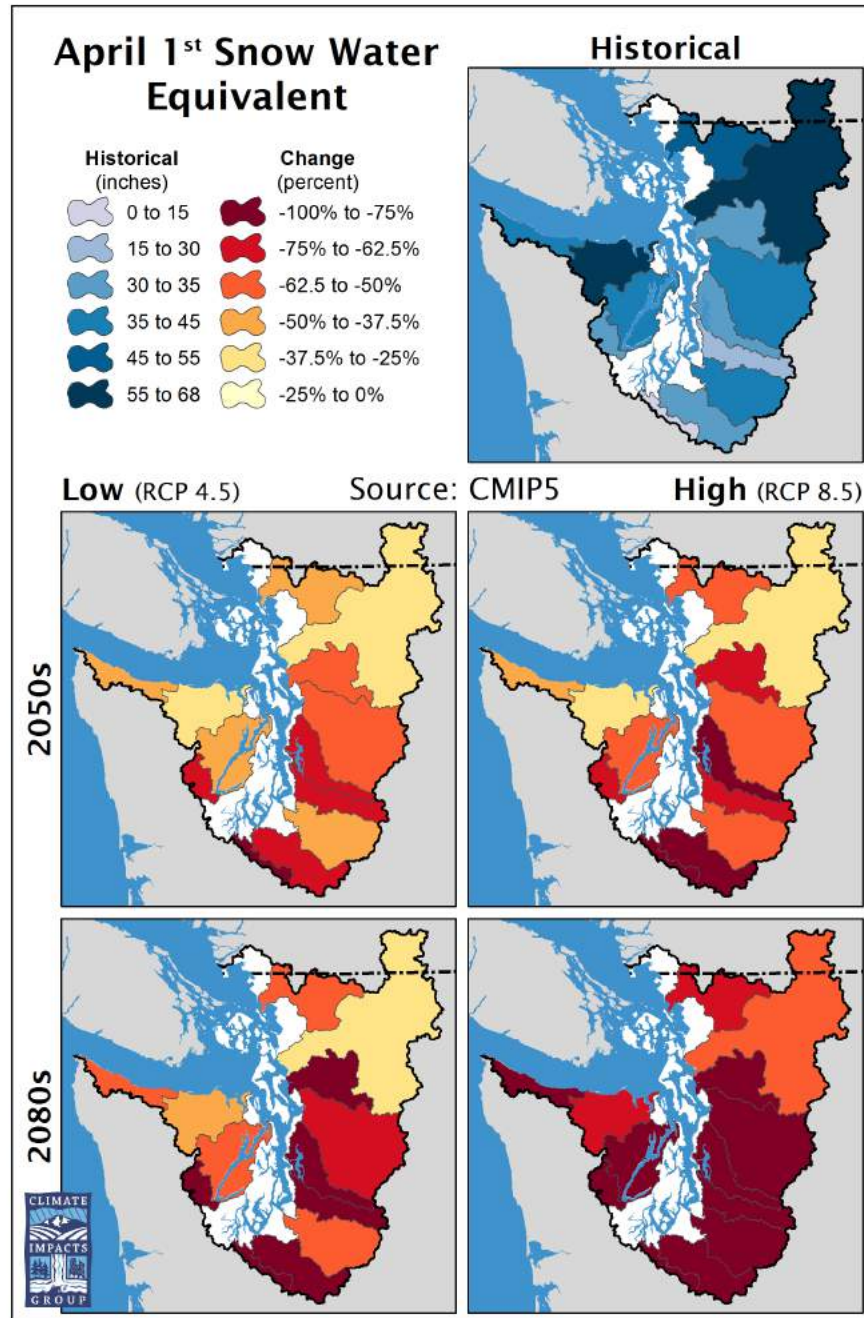 April 1st Snow Water
Equivalent
Historical
(inches)
0 to 15
15 to 30
30 to 35
35 to 45
45 to 55
55 to 68
Change
(percent)
-100% to -75%
-75% to -62.5%
-62.5 to -50%
-50% to -37.5%
-37.5% to -25%
-25% to 0%
Historical
Low (RCP 4.5)
Source: CMIP5
High (RCP 8.5)
2050s
2080s
CLIMATE
IMPACTS
GROUP